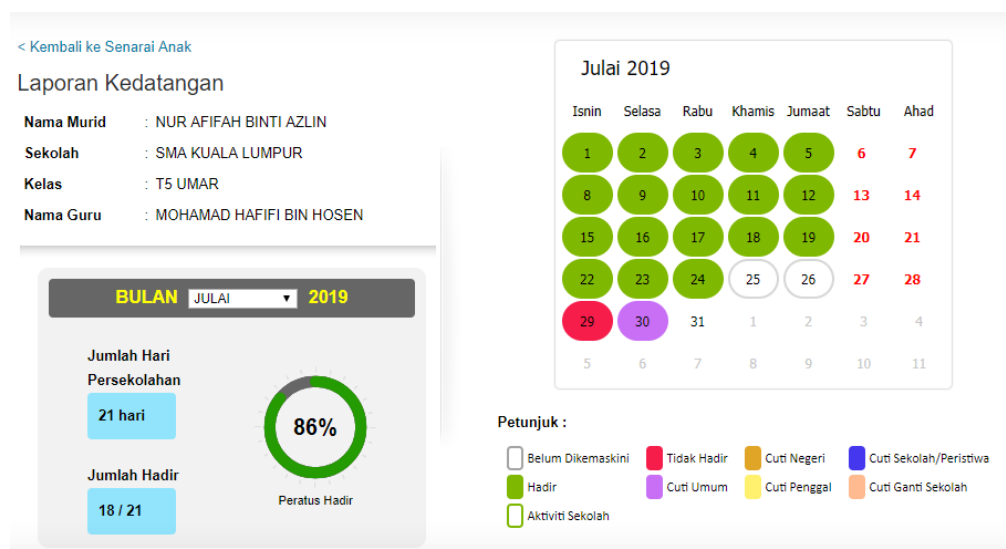 < Kembali ke Senarai Anak
Laporan Kedatangan
Nama Murid : NUR AFIFAH BINTI AZLIN
Sekolah : SMA KUALA LUMPUR
Kelas : T5 UMAR
Nama Guru : MOHAMAD HAFIFI BIN HOSEN
BULAN JULAI 2019
Jumlah Hari
Persekolahan
21 hari
Jumlah Hadir
18 / 21
86%
Peratus Hadir
Julai 2019
Isnin Selasa Rabu Khamis Jumaat Sabtu Ahad
1 2 3 4 5 6 7
8 9 10 11 12 13 14
15 16 17 18 19 20 21
22 23 24 25 26 27 28
29 30 31 1 2 3 4
5 6 7 8 9 10 11
Petunjuk :
Belum Dikemaskini Tidak Hadir Cuti Negeri Cuti Sekolah/Peristiwa
Hadir Cuti Umum Cuti Penggal Cuti Ganti Sekolah
Aktiviti Sekolah